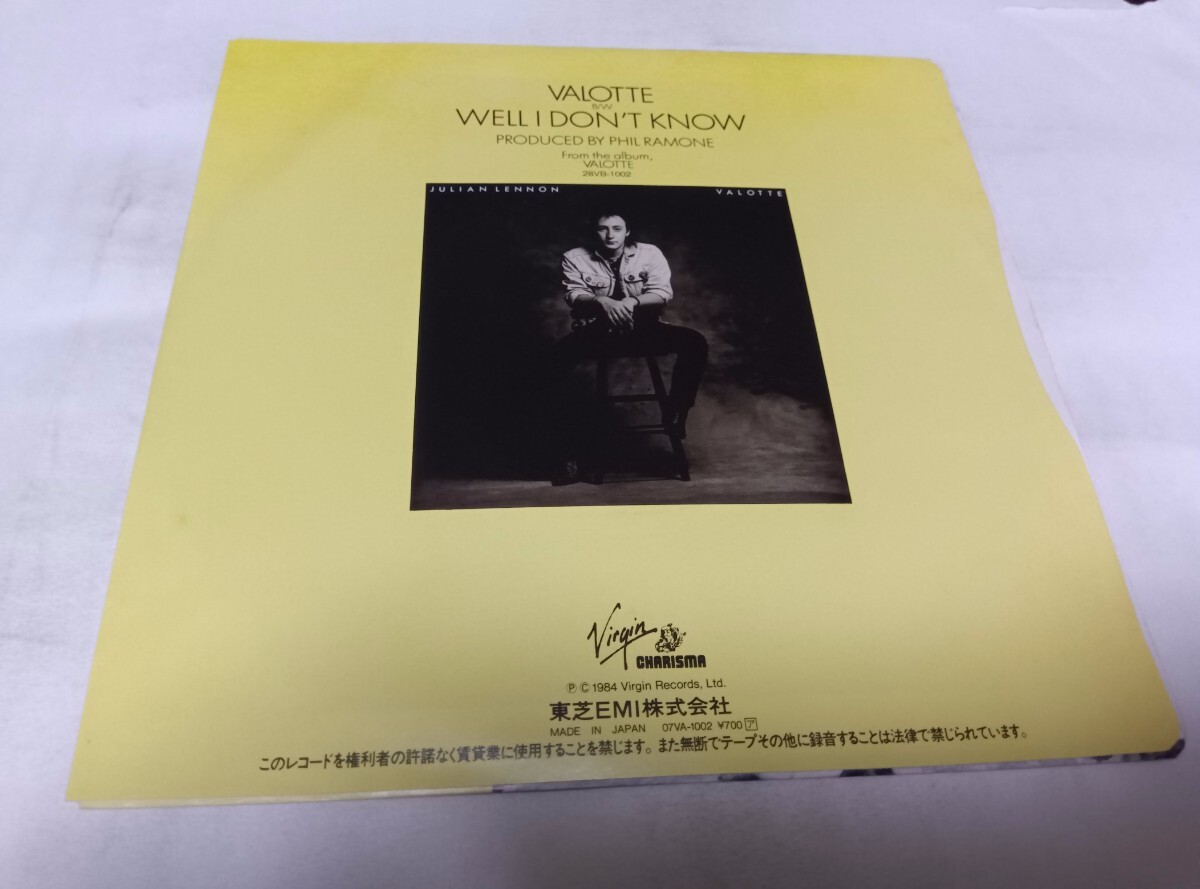 VALOTTE
B/W
WELL I DON'T KNOW
PRODUCED BY PHIL RAMONE
From the album,
VALOTTE
28VB-1002
JULIAN LENNON VALOTTE
Virgin
CHARISMA
Ⓟ Ⓒ 1984 Virgin Records, Ltd.
東芝EMI株式会社
MADE IN JAPAN 07VA-1002 ¥700 ア
このレコードを権利者の許諾なく賃貸業に使用することを禁じます。また無断でテープその他に録音することは法律で禁じられています。